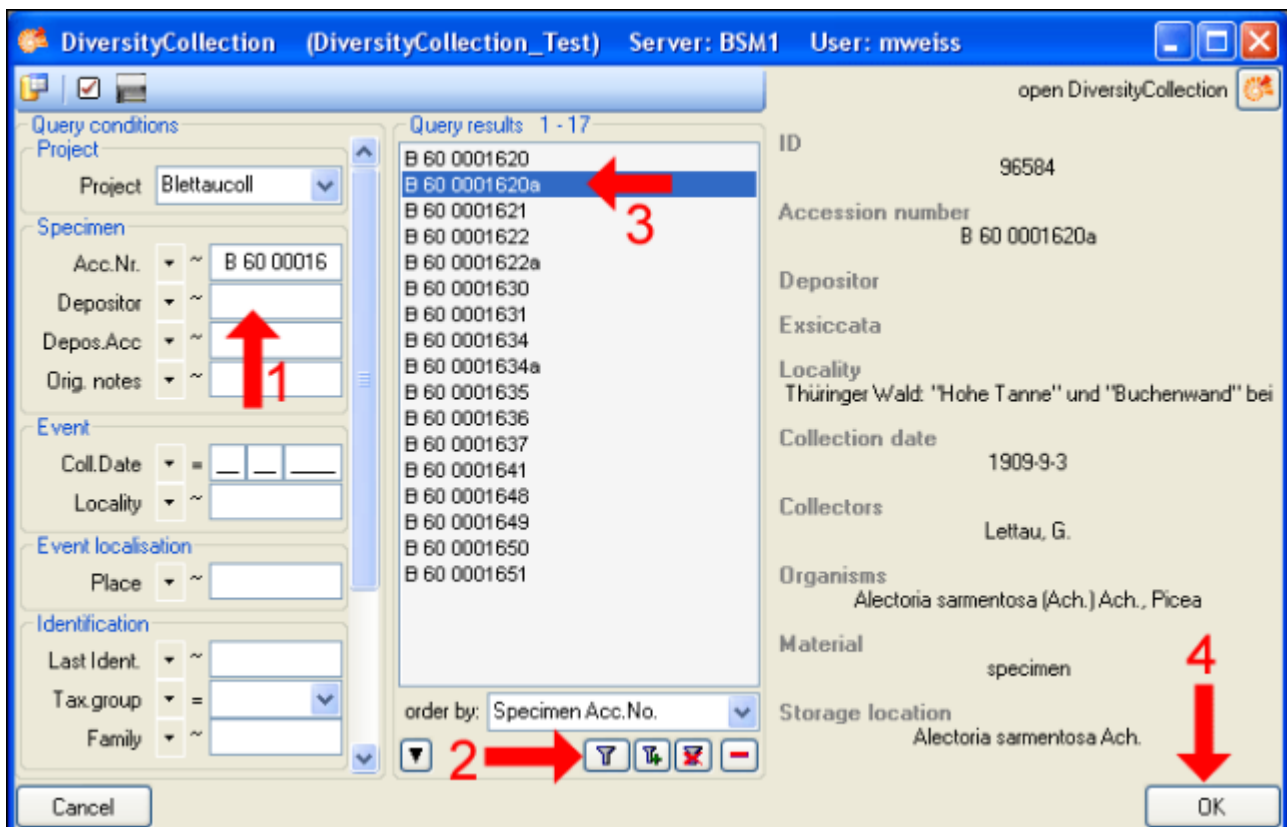 DiversityCollection (DiversityCollection_Test) Server: BSM1 User: mweiss
open DiversityCollection
Query conditions
Project
Project Blettaucoll
Specimen
Acc.Nr. ~ B 60 00016
Depositor ~
Depos.Acc ~
Orig. notes ~
1
Event
Coll.Date = __ __ ____
Locality ~
Event localisation
Place ~
Identification
Last Ident. ~
Tax.group =
Family ~
Cancel
Query results 1 - 17
B 60 0001620
B 60 0001620a
3
B 60 0001621
B 60 0001622
B 60 0001622a
B 60 0001630
B 60 0001631
B 60 0001634
B 60 0001634a
B 60 0001635
B 60 0001636
B 60 0001637
B 60 0001641
B 60 0001648
B 60 0001649
B 60 0001650
B 60 0001651
order by: Specimen Acc.No.
2
ID
96584
Accession number
B 60 0001620a
Depositor
Exsiccata
Locality
Thüringer Wald: "Hohe Tanne" und "Buchenwand" bei
Collection date
1909-9-3
Collectors
Lettau, G.
Organisms
Alectoria sarmentosa (Ach.) Ach., Picea
Material
specimen
4
Storage location
Alectoria sarmentosa Ach.
OK